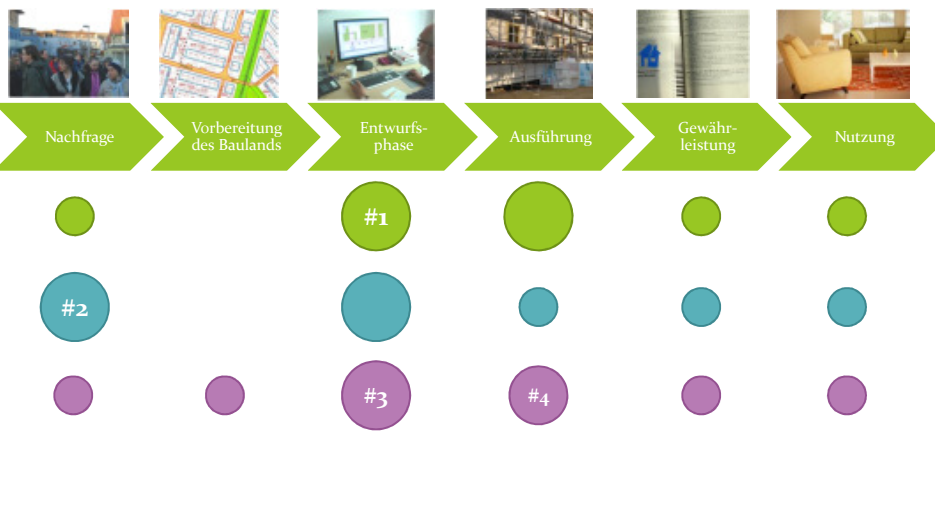 Nachfrage
Vorbereitung
des Baulands
Entwurfs-
phase
Ausführung
Gewähr-
leistung
Nutzung
#1
#2
#3
#4